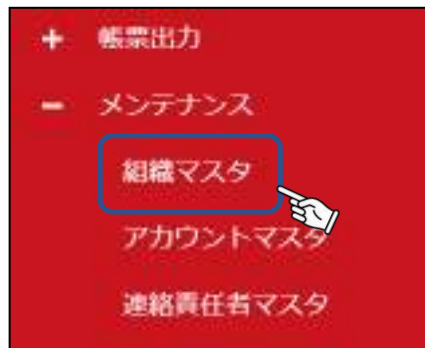 + 帳票出力
− メンテナンス
組織マスタ
アカウントマスタ
連絡責任者マスタ